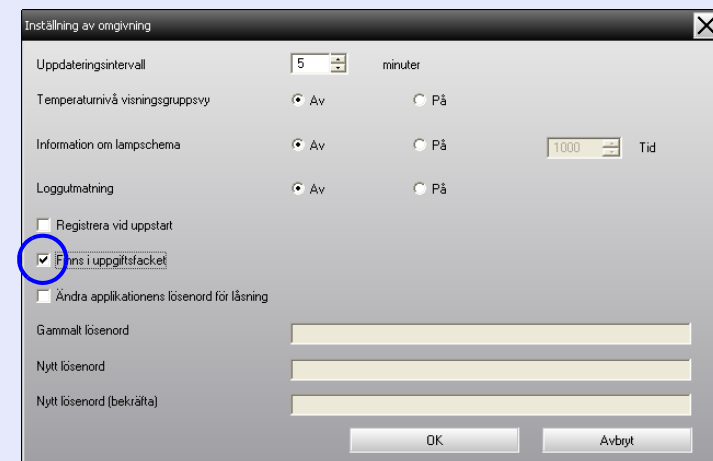 Inställning av omgivning
Uppdateringsintervall 5 minuter
Temperaturnivå visningsgruppsvy Av På
Information om lampschema Av På 1000 Tid
Loggutmatning Av På
Registrera vid uppstart
Finns i uppgiftsfacket
Ändra applikationens lösenord för låsning
Gammalt lösenord
Nytt lösenord
Nytt lösenord (bekräfta)
OK Avbryt